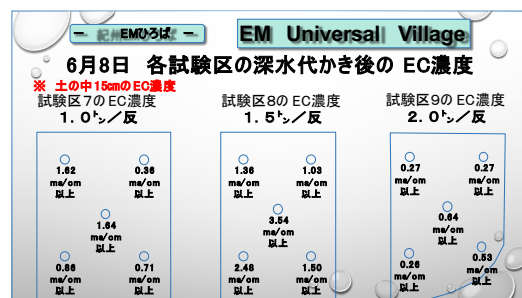 ー 紀州EMひろば ー
EM Universal Village
6月8日 各試験区の深水代かき後の EC濃度
※ 土の中15㎝のEC濃度
試験区7のEC濃度
1.0㌧/反
1.62
ms/cm
以上
0.36
ms/cm
以上
1.64
ms/cm
以上
0.86
ms/cm
以上
0.71
ms/cm
以上
試験区8のEC濃度
1.5㌧/反
1.36
ms/cm
以上
1.03
ms/cm
以上
3.54
ms/cm
以上
2.48
ms/cm
以上
1.50
ms/cm
以上
試験区9のEC濃度
2.0㌧/反
0.27
ms/cm
以上
0.27
ms/cm
以上
0.64
ms/cm
以上
0.26
ms/cm
以上
0.53
ms/cm
以上